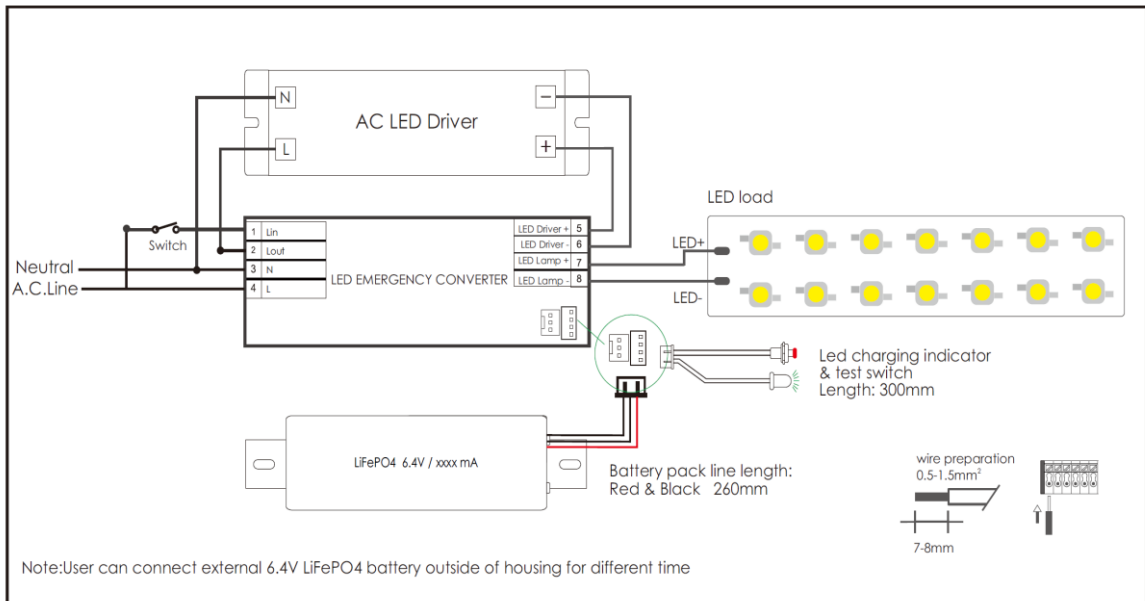 N
AC LED Driver
−
L
+
LED load
Switch
1 Lin
2 Lout
3 N
4 L
LED EMERGENCY CONVERTER
LED Driver + 5
LED Driver - 6
LED Lamp + 7
LED Lamp - 8
LED+
LED-
Neutral
A.C.Line
Led charging indicator
& test switch
Length: 300mm
LiFePO4 6.4V / xxxx mA
Battery pack line length:
Red & Black 260mm
wire preparation
0.5-1.5mm²
7-8mm
Note:User can connect external 6.4V LiFePO4 battery outside of housing for different time